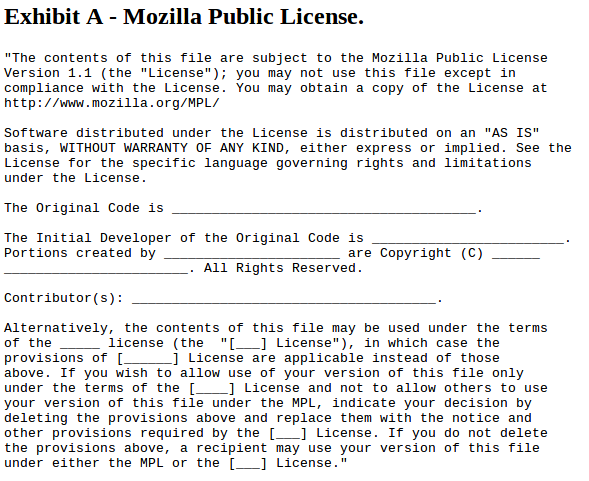 Exhibit A - Mozilla Public License.
"The contents of this file are subject to the Mozilla Public License
Version 1.1 (the "License"); you may not use this file except in
compliance with the License. You may obtain a copy of the License at
http://www.mozilla.org/MPL/
Software distributed under the License is distributed on an "AS IS"
basis, WITHOUT WARRANTY OF ANY KIND, either express or implied. See the
License for the specific language governing rights and limitations
under the License.
The Original Code is ______________________________________.
The Initial Developer of the Original Code is ________________________.
Portions created by ______________________ are Copyright (C) ______
_______________________. All Rights Reserved.
Contributor(s): ______________________________________.
Alternatively, the contents of this file may be used under the terms
of the _____ license (the  "[___] License"), in which case the
provisions of [______] License are applicable instead of those
above. If you wish to allow use of your version of this file only
under the terms of the [____] License and not to allow others to use
your version of this file under the MPL, indicate your decision by
deleting the provisions above and replace them with the notice and
other provisions required by the [___] License. If you do not delete
the provisions above, a recipient may use your version of this file
under either the MPL or the [___] License."